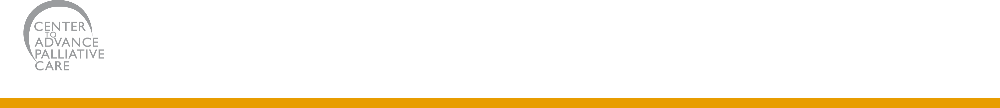 CENTER
TO
ADVANCE
PALLIATIVE
CARE